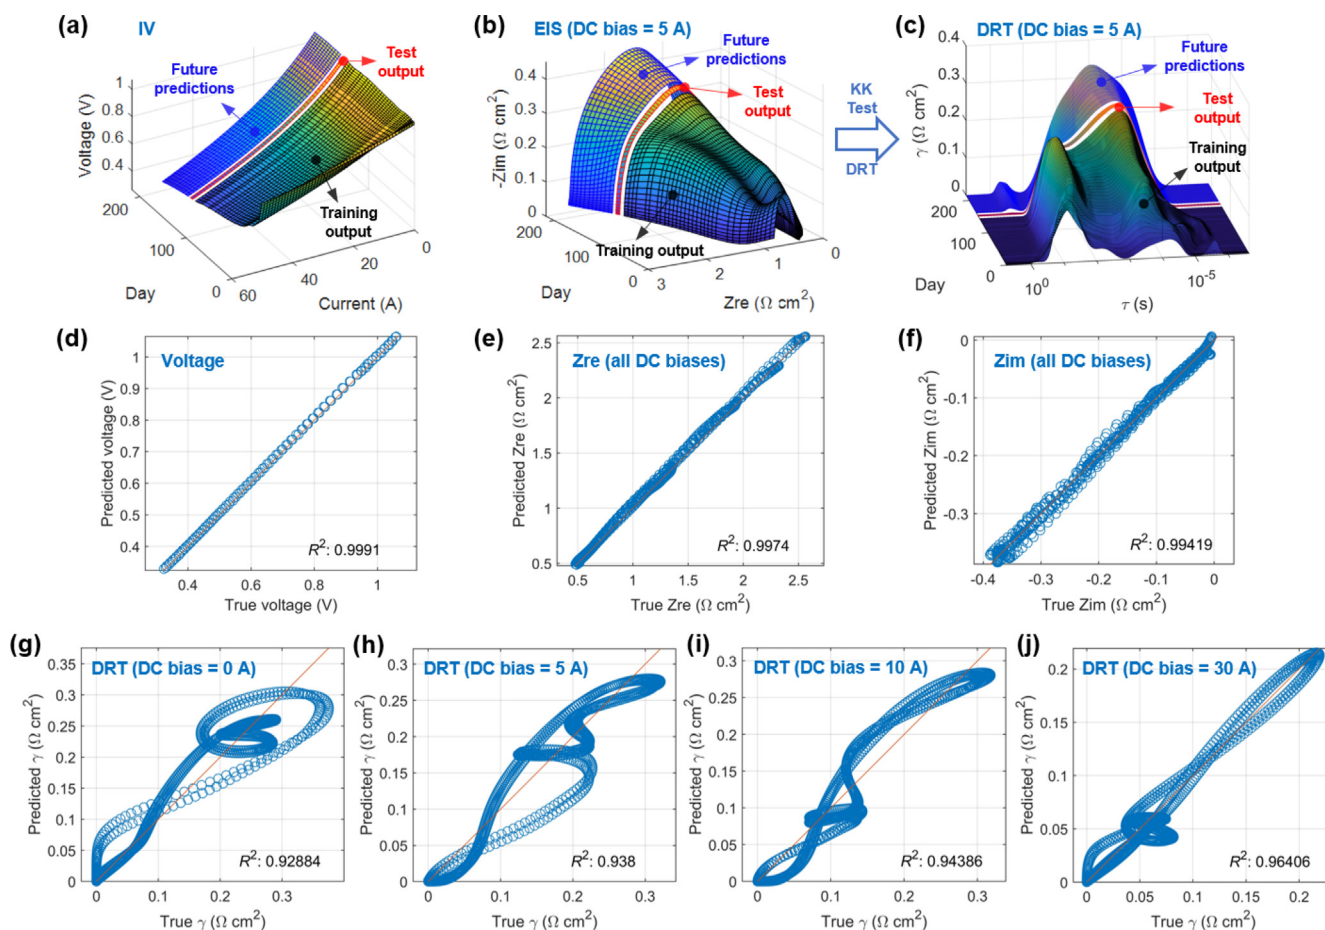 (a)
IV
Future
predictions
Test
output
Training
output
Voltage (V)
1
0.8
0.6
0.4
200
100
0
Day
60
40
20
0
Current (A)
(b)
EIS (DC bias = 5 A)
Future
predictions
Test
output
Training output
-Zim (Ω cm²)
0.4
0.3
0.2
0.1
0
200
100
0
Day
3
2
1
0
Zre (Ω cm²)
KK
Test
DRT
(c)
DRT (DC bias = 5 A)
Future
predictions
Test
output
Training
output
γ (Ω cm²)
0.4
0.3
0.2
0.1
0
200
100
0
Day
10⁰
10⁻⁵
τ (s)
(d)
Voltage
Predicted voltage (V)
1
0.9
0.8
0.7
0.6
0.5
0.4
R²: 0.9991
0.4
0.6
0.8
1
True voltage (V)
(e)
Zre (all DC biases)
Predicted Zre (Ω cm²)
2.5
2
1.5
1
0.5
R²: 0.9974
0.5
1
1.5
2
2.5
True Zre (Ω cm²)
(f)
Zim (all DC biases)
Predicted Zim (Ω cm²)
0
-0.1
-0.2
-0.3
R²: 0.99419
-0.4
-0.3
-0.2
-0.1
0
True Zim (Ω cm²)
(g)
DRT (DC bias = 0 A)
Predicted γ (Ω cm²)
0.35
0.3
0.25
0.2
0.15
0.1
0.05
0
R²: 0.92884
0
0.1
0.2
0.3
True γ (Ω cm²)
(h)
DRT (DC bias = 5 A)
Predicted γ (Ω cm²)
0.3
0.25
0.2
0.15
0.1
0.05
0
R²: 0.938
0
0.1
0.2
0.3
True γ (Ω cm²)
(i)
DRT (DC bias = 10 A)
Predicted γ (Ω cm²)
0.3
0.25
0.2
0.15
0.1
0.05
0
R²: 0.94386
0
0.1
0.2
0.3
True γ (Ω cm²)
(j)
DRT (DC bias = 30 A)
Predicted γ (Ω cm²)
0.2
0.15
0.1
0.05
0
R²: 0.96406
0
0.05
0.1
0.15
0.2
True γ (Ω cm²)